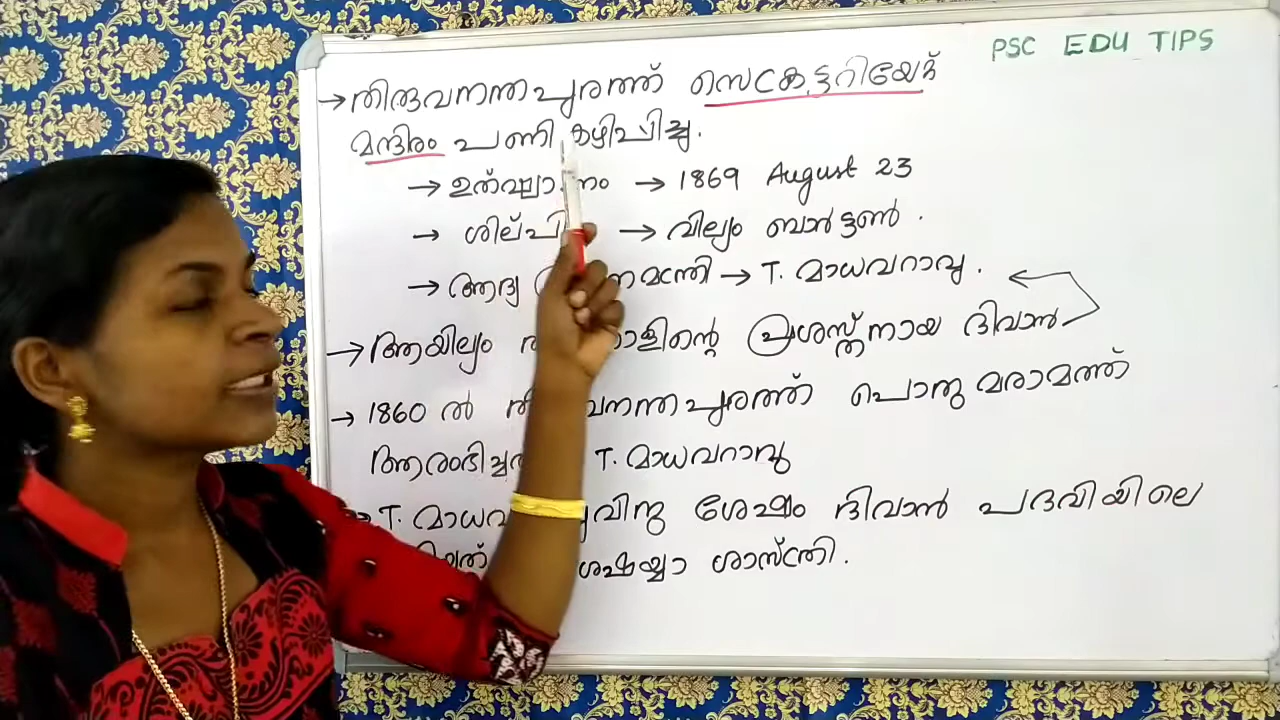 PSC EDU TIPS
→ തിരുവനന്തപുരത്ത് സെക്രട്ടറിയേറ്റ്
മന്ദിരം പണി കഴിപ്പിച്ചു.
→ ഉത്ഘാ നം → 1869 August 23
→ ശില്പി → വില്യം ബാർട്ടൺ .
→ ആദ്യ മന്ത്രി → T. മാധവറാവു .
→ ആയില്യം ളിന്റെ പ്രശസ്തനായ ദിവാൻ
→ 1860 ൽ വനന്തപുരത്ത് പൊതു മരാമത്ത്
ആരംഭിച്ച T. മാധവറാവു
T. മാധവ വിനു ശേഷം ദിവാൻ പദവിയിലെ
ശേഷയ്യാ ശാസ്ത്രി.